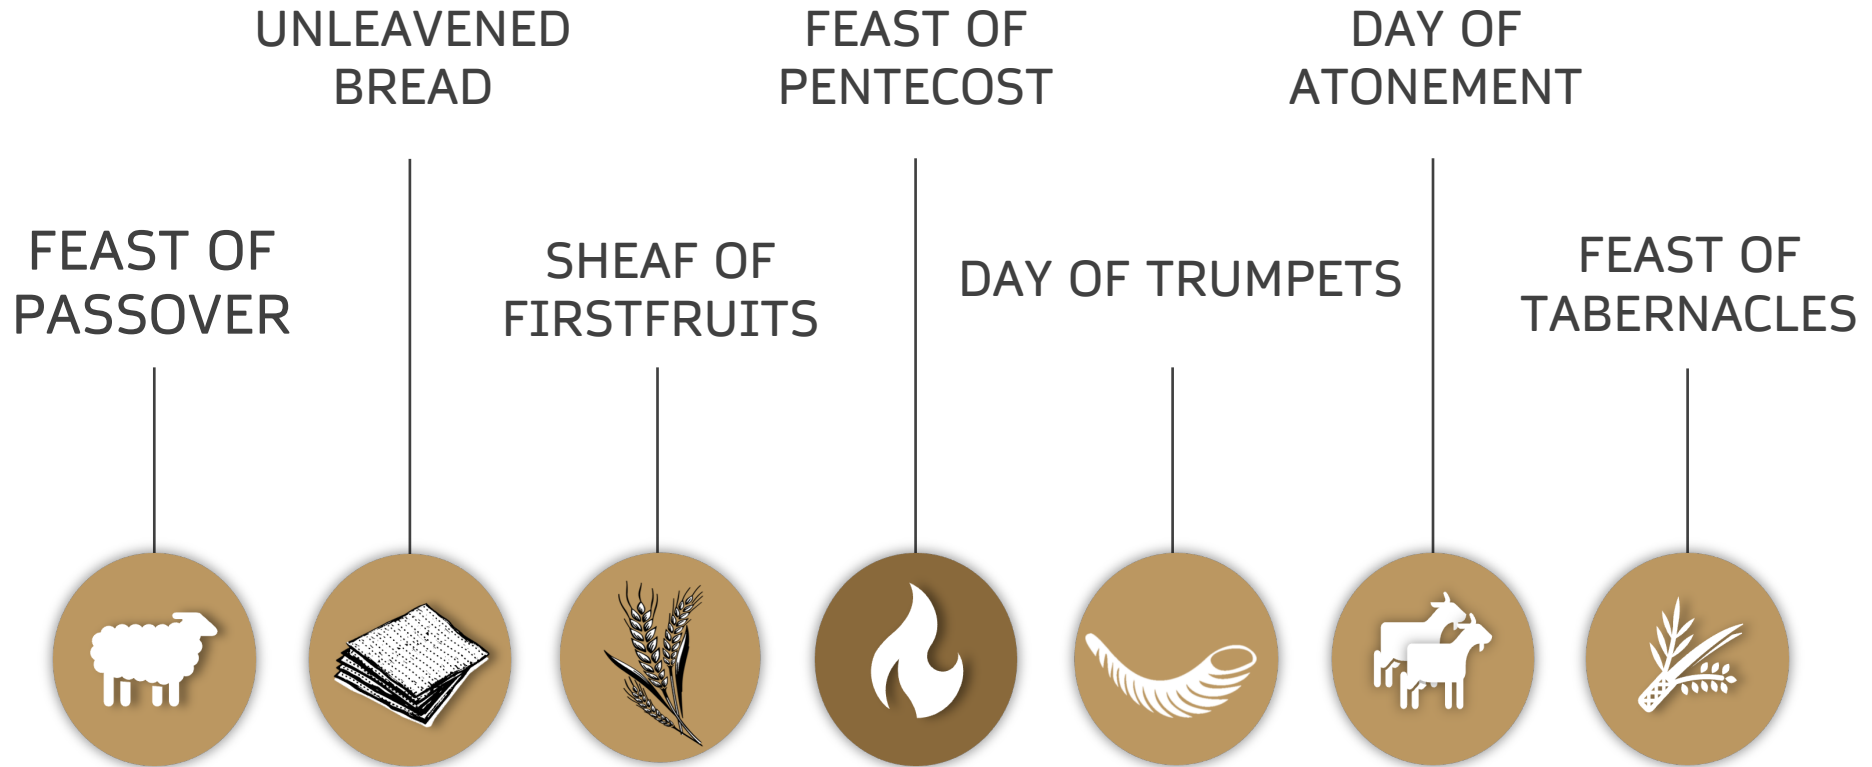 FEAST OF
PASSOVER
UNLEAVENED
BREAD
SHEAF OF
FIRSTFRUITS
FEAST OF
PENTECOST
DAY OF TRUMPETS
DAY OF
ATONEMENT
FEAST OF
TABERNACLES